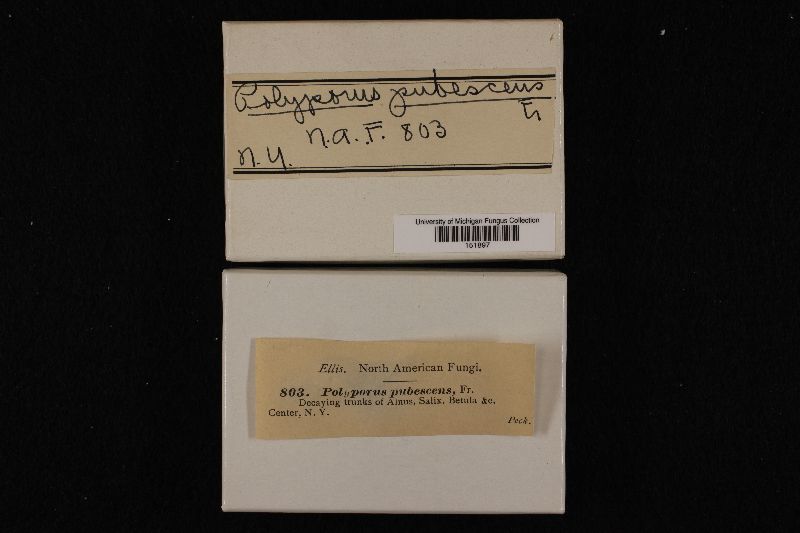 Polyporus pubescens
Fr
N.A.F. 803
N.Y.
University of Michigan Fungus Collection
151897
Ellis. North American Fungi.
803. Polyporus pubescens, Fr.
Decaying trunks of Alnus, Salix, Betula &c.
Center, N. Y.
Peck.